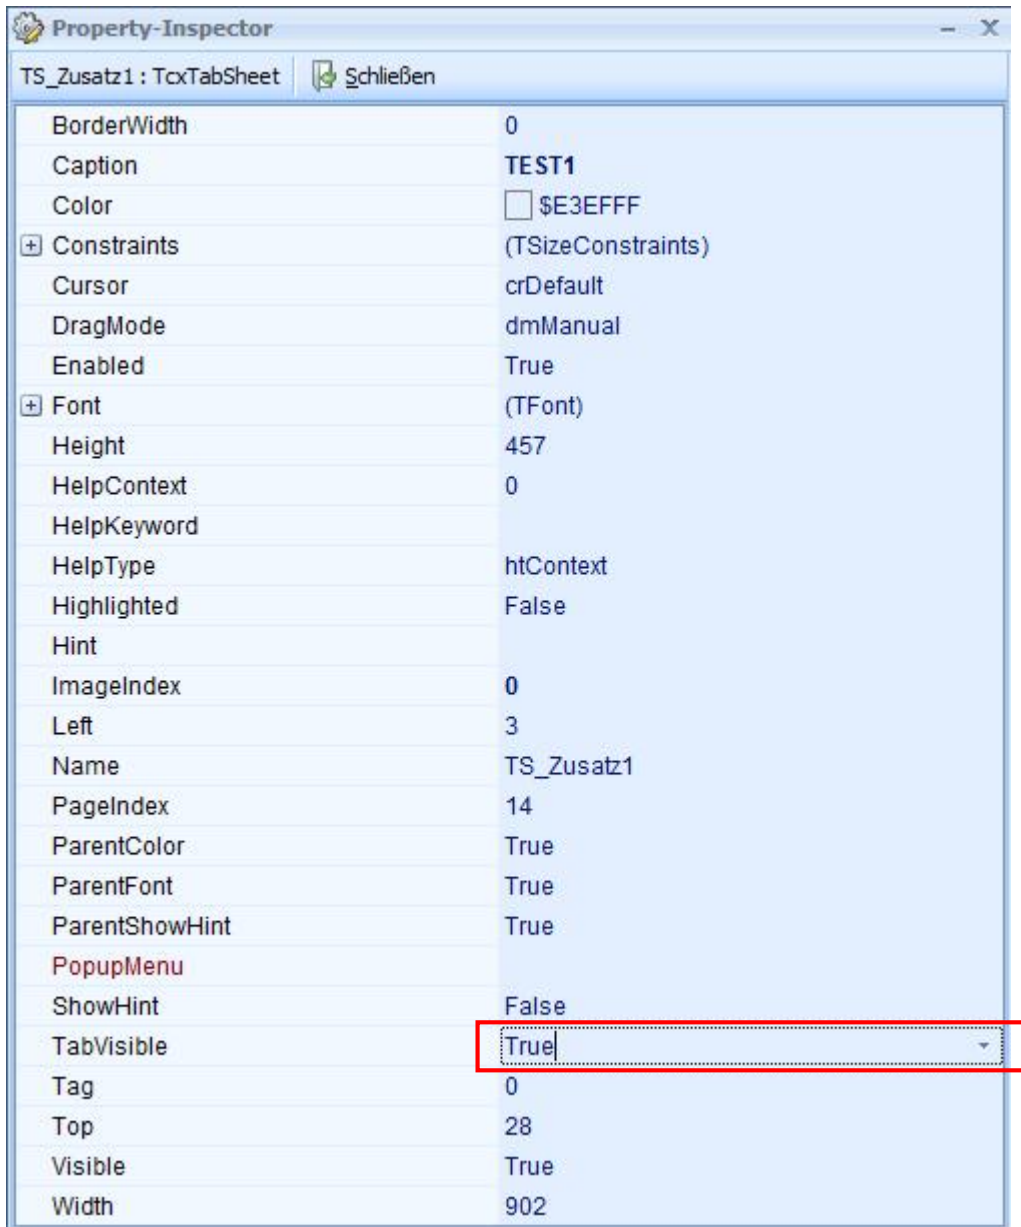 Property-Inspector
TS_Zusatz1 : TcxTabSheet Schließen
BorderWidth 0
Caption TEST1
Color $E3EFFF
Constraints (TSizeConstraints)
Cursor crDefault
DragMode dmManual
Enabled True
Font (TFont)
Height 457
HelpContext 0
HelpKeyword
HelpType htContext
Highlighted False
Hint
ImageIndex 0
Left 3
Name TS_Zusatz1
PageIndex 14
ParentColor True
ParentFont True
ParentShowHint True
PopupMenu
ShowHint False
TabVisible True
Tag 0
Top 28
Visible True
Width 902